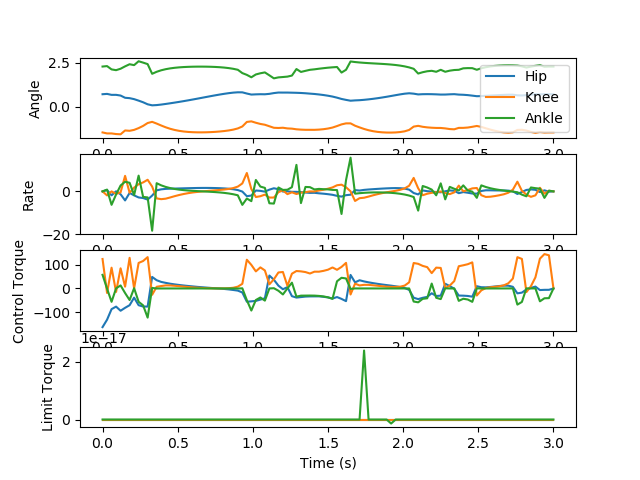 2.5
0.0
Angle
Hip
Knee
Ankle
0.0 0.5 1.0 1.5 2.0 2.5 3.0
0
−20
Rate
0.0 0.5 1.0 1.5 2.0 2.5 3.0
100
0
−100
Control Torque
0.0 0.5 1.0 1.5 2.0 2.5 3.0
1e−17
2
0
Limit Torque
0.0 0.5 1.0 1.5 2.0 2.5 3.0
Time (s)